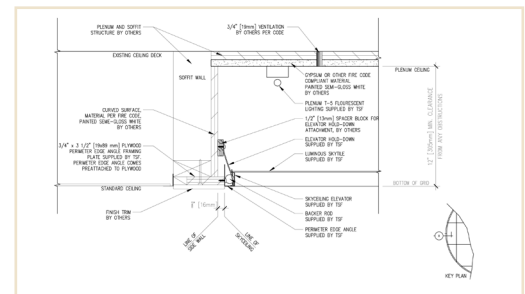 PLENUM AND SOFFIT
STRUCTURE BY OTHERS
3/4" [19mm] VENTILATION
BY OTHERS PER CODE
EXISTING CEILING DECK
SOFFIT WALL
PLENUM CEILING
GYPSUM OR OTHER FIRE CODE
COMPLIANT MATERIAL
PAINTED SEMI-GLOSS WHITE
BY OTHERS
PLENUM T-5 FLOURESCENT
LIGHTING SUPPLIED BY TSF
CURVED SURFACE,
MATERIAL PER FIRE CODE,
PAINTED SEMI-GLOSS WHITE
BY OTHERS
1/2" [13mm] SPACER BLOCK FOR
ELEVATOR HOLD-DOWN
ATTACHMENT, BY OTHERS
12" [305mm] MIN. CLEARANCE
FROM ANY OBSTRUCTIONS
3/4" x 3 1/2" [19x89 mm] PLYWOOD
PERIMETER EDGE ANGLE FRAMING
PLATE SUPPLIED BY TSF.
PERIMETER EDGE ANGLE COMES
PREATTACHED TO PLYWOOD
ELEVATOR HOLD-DOWN
SUPPLIED BY TSF
LUMINOUS SKYTILE
SUPPLIED BY TSF
STANDARD CEILING
BOTTOM OF GRID
SKYCEILING ELEVATOR
SUPPLIED BY TSF
FINISH TRIM
BY OTHERS
[16mm]
BACKER ROD
SUPPLIED BY TSF
PERIMETER EDGE ANGLE
SUPPLIED BY TSF
LINE OF
SIDE WALL
LINE OF
SKYCEILING
KEY PLAN